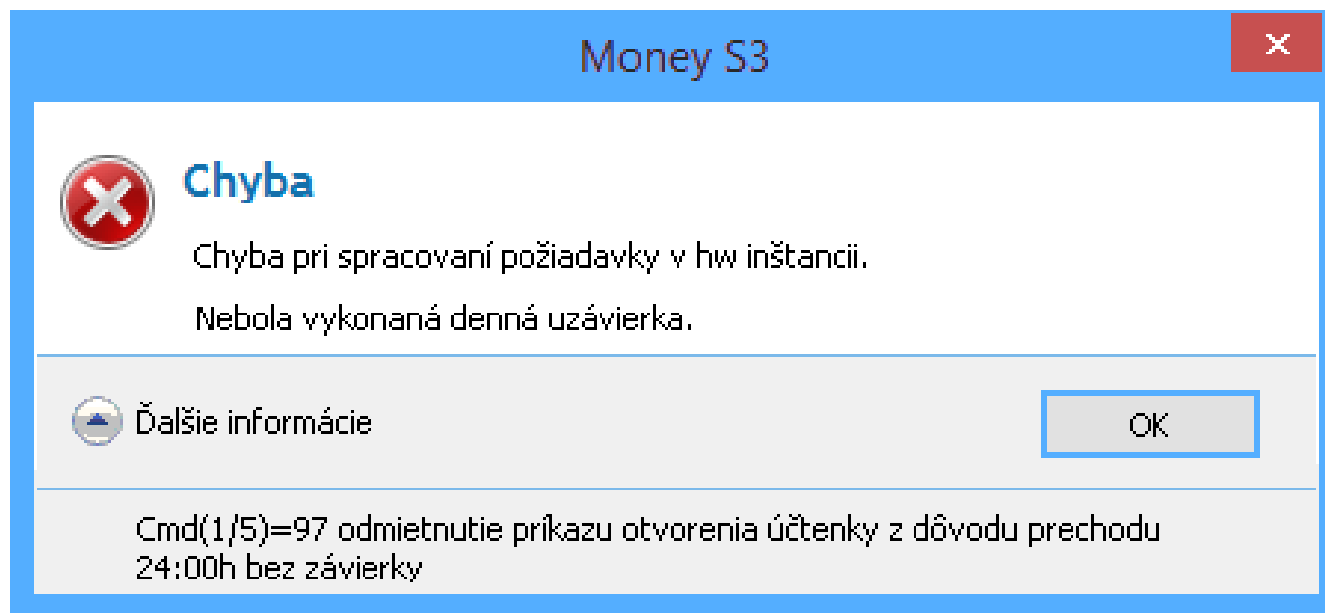 Money S3
Chyba
Chyba pri spracovaní požiadavky v hw inštancii.
Nebola vykonaná denná uzávierka.
Ďalšie informácie
OK
Cmd(1/5)=97 odmietnutie príkazu otvorenia účtenky z dôvodu prechodu
24:00h bez závierky